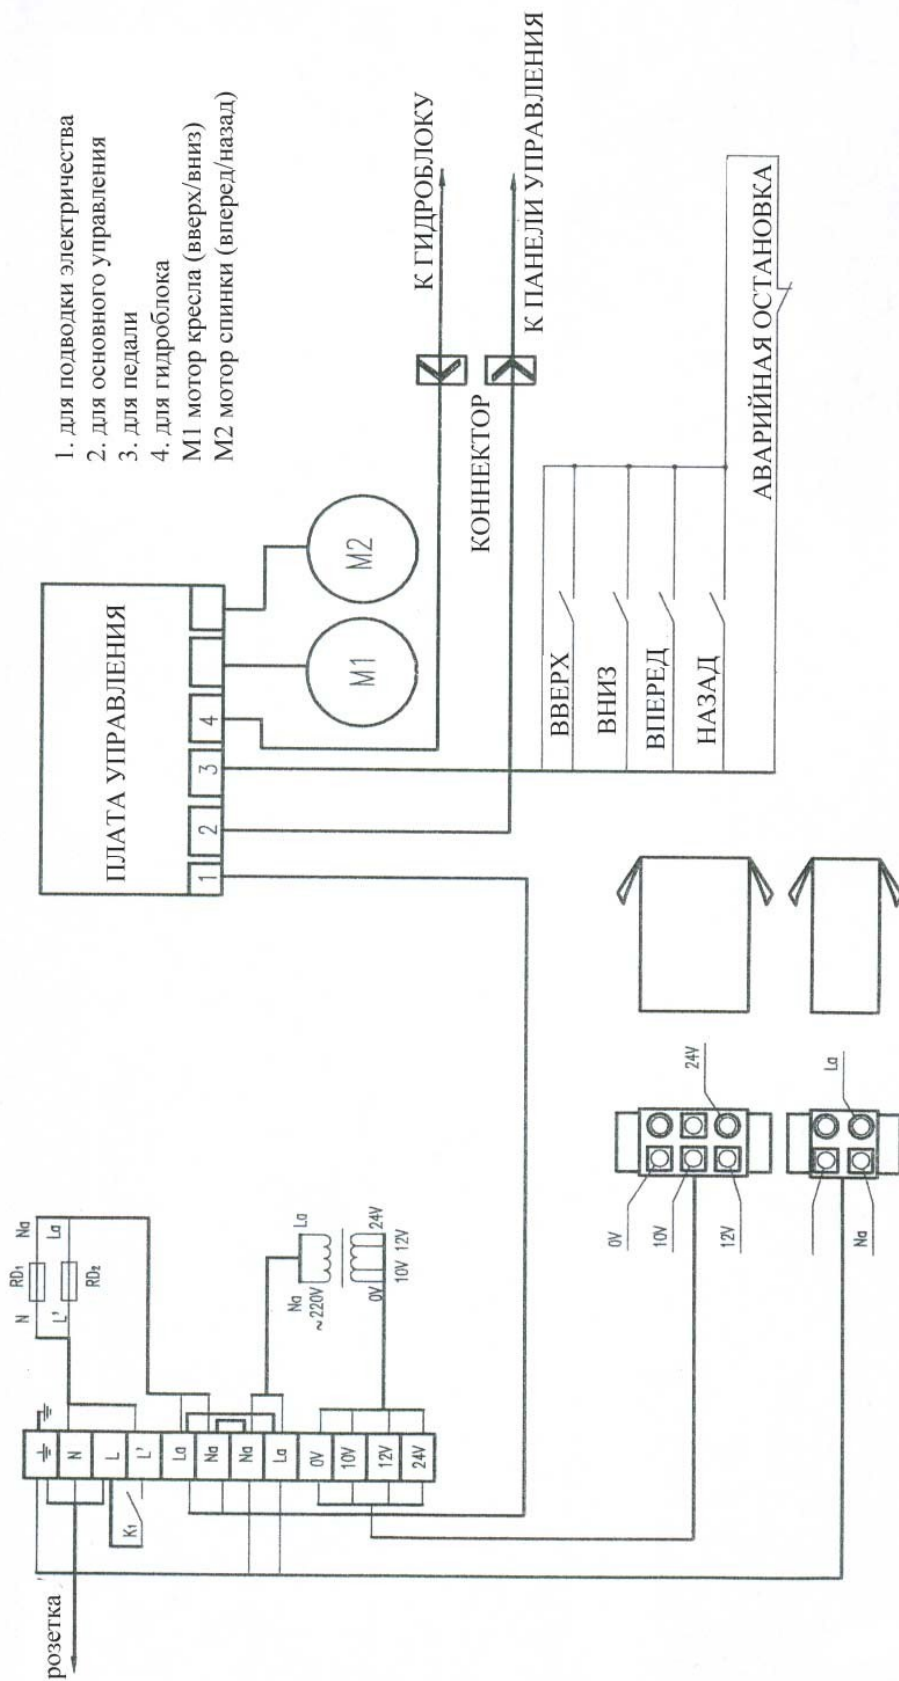 1. для подводки электричества
2. для основного управления
3. для педали
4. для гидроблока
М1 мотор кресла (вверх/вниз)
М2 мотор спинки (вперед/назад)
ПЛАТА УПРАВЛЕНИЯ
1 2 3 4
M1
M2
К ГИДРОБЛОКУ
КОННЕКТОР
К ПАНЕЛИ УПРАВЛЕНИЯ
ВВЕРХ
ВНИЗ
ВПЕРЕД
НАЗАД
АВАРИЙНАЯ ОСТАНОВКА
N RD₁ Na
L' RD₂ La
розетка
K₁
N
L
L'
La
Na
Na
La
0V
10V
12V
24V
Na La
~220V
0V 24V
10V 12V
0V
10V
12V
24V
Na
La